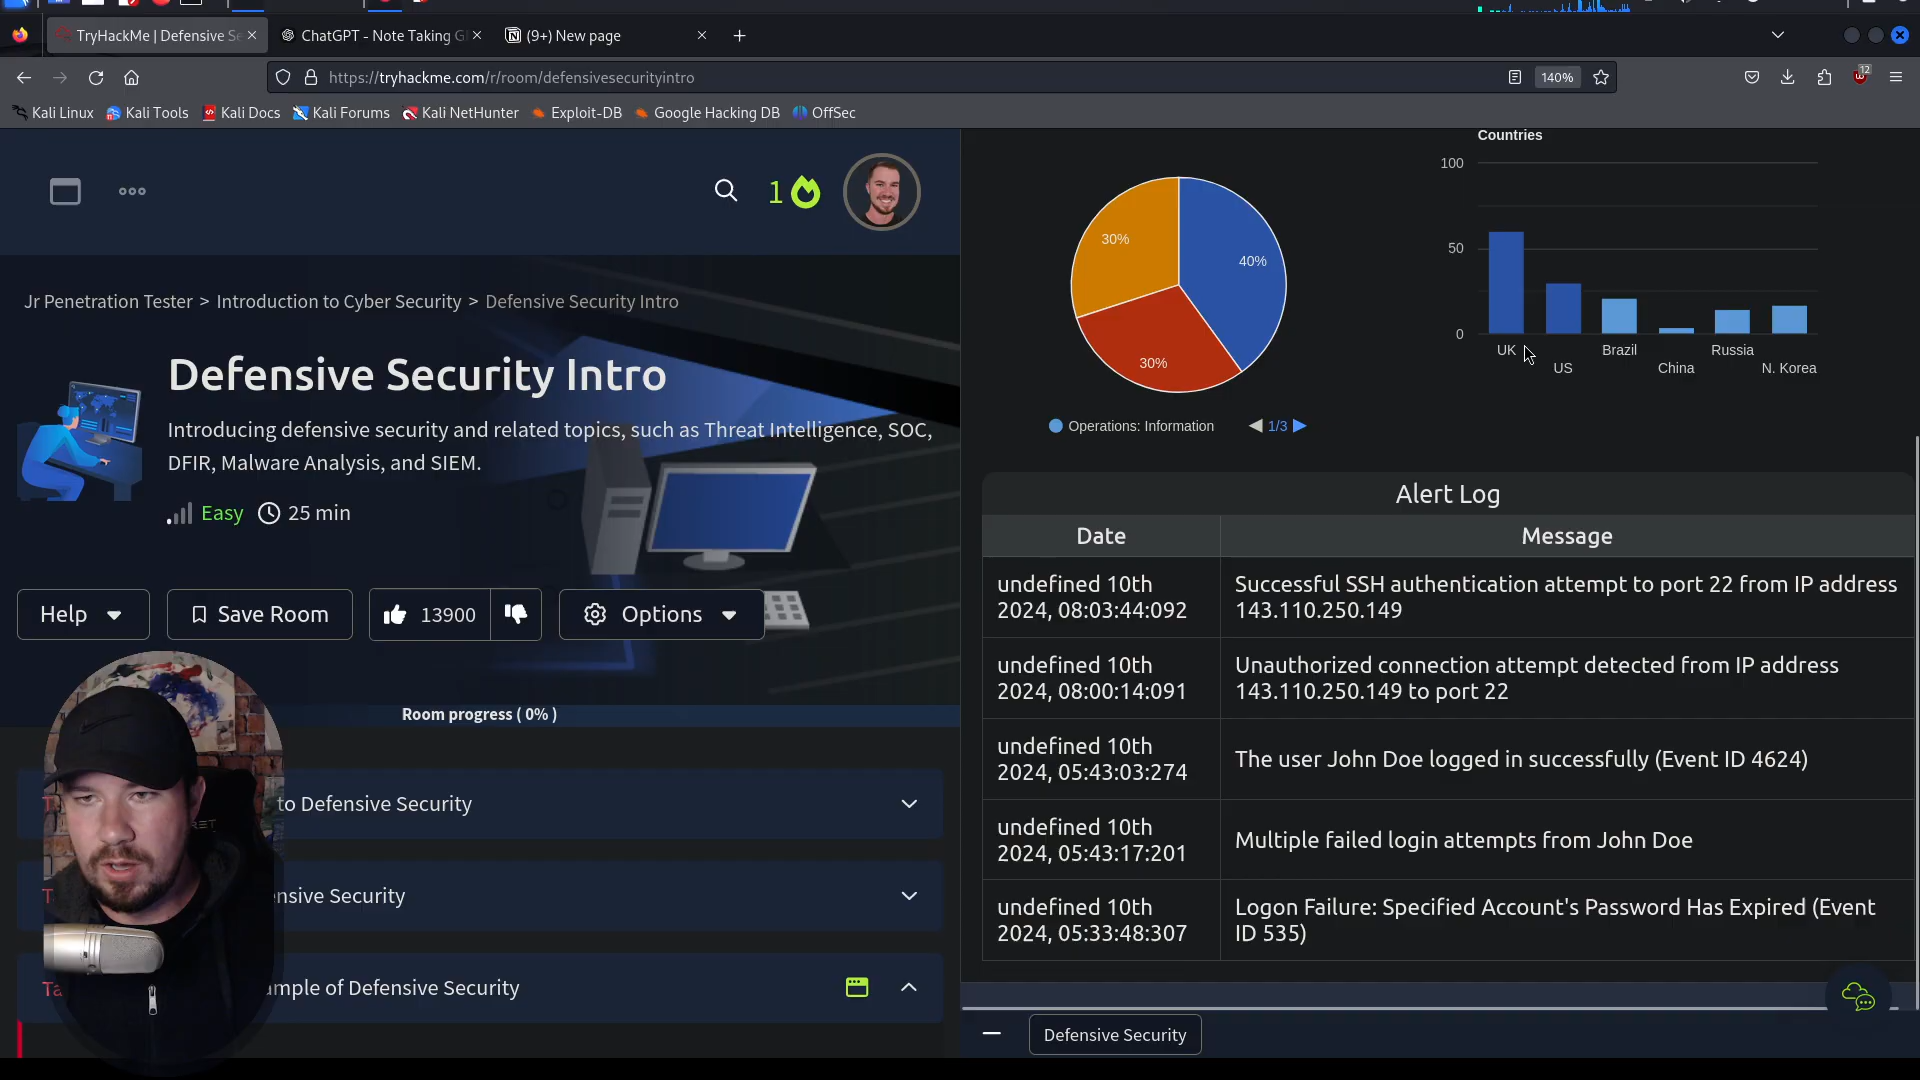 TryHackMe | Defensive Se
ChatGPT - Note Taking G
(9+) New page
https://tryhackme.com/r/room/defensivesecurityintro
140%
12
Kali Linux
Kali Tools
Kali Docs
Kali Forums
Kali NetHunter
Exploit-DB
Google Hacking DB
OffSec
1
Jr Penetration Tester > Introduction to Cyber Security > Defensive Security Intro
Defensive Security Intro
Introducing defensive security and related topics, such as Threat Intelligence, SOC,
DFIR, Malware Analysis, and SIEM.
Easy
25 min
Help
Save Room
13900
Options
Room progress ( 0% )
to Defensive Security
ensive Security
ample of Defensive Security
Countries
100
50
0
UK
US
Brazil
China
Russia
N. Korea
30%
40%
30%
Operations: Information
1/3
Alert Log
Date Message
undefined 10th
2024, 08:03:44:092
Successful SSH authentication attempt to port 22 from IP address
143.110.250.149
undefined 10th
2024, 08:00:14:091
Unauthorized connection attempt detected from IP address
143.110.250.149 to port 22
undefined 10th
2024, 05:43:03:274
The user John Doe logged in successfully (Event ID 4624)
undefined 10th
2024, 05:43:17:201
Multiple failed login attempts from John Doe
undefined 10th
2024, 05:33:48:307
Logon Failure: Specified Account's Password Has Expired (Event
ID 535)
Defensive Security